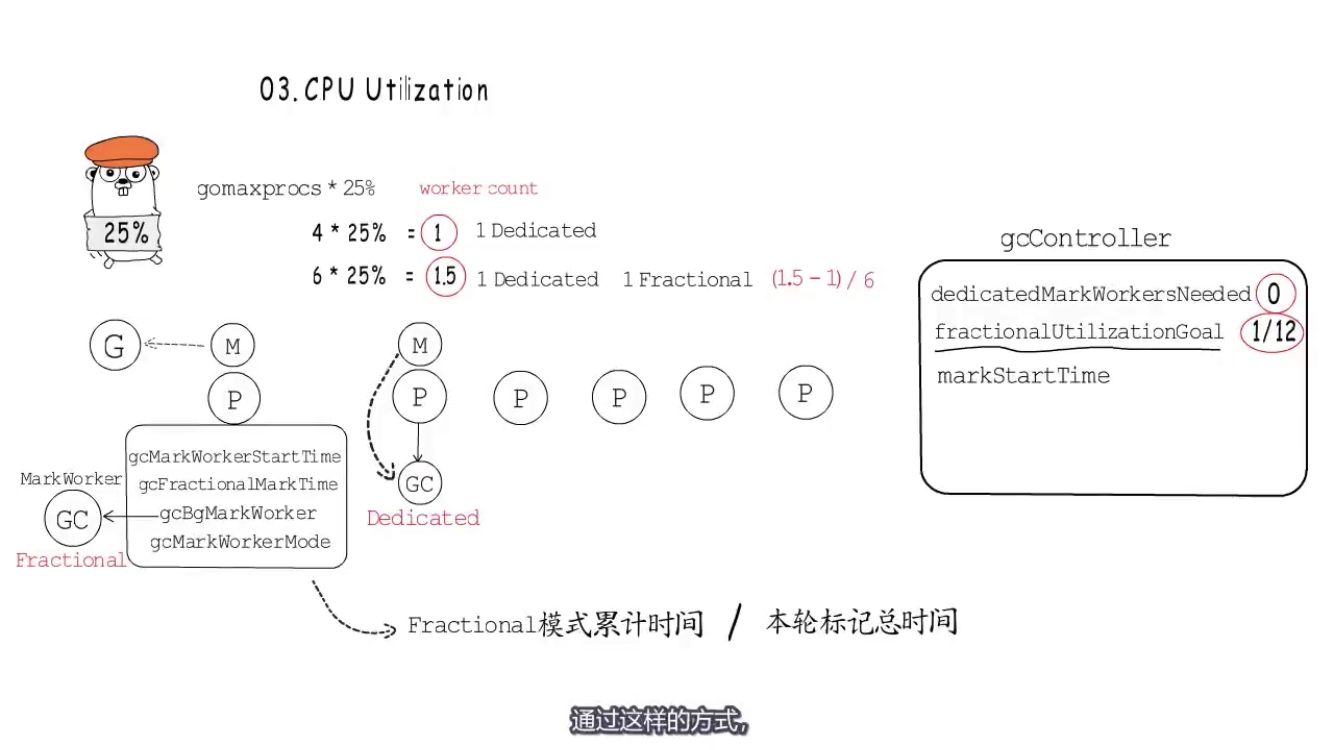 03.CPU Utilization
25%
gomaxprocs * 25% worker count
4 * 25% = 1 1 Dedicated
6 * 25% = 1.5 1 Dedicated 1 Fractional (1.5 - 1) / 6
G M P
M P P P P P
gcMarkWorkerStartTime
gcFractionalMarkTime
gcBgMarkWorker
gcMarkWorkerMode
MarkWorker
GC
Fractional
GC
Dedicated
gcController
dedicatedMarkWorkersNeeded 0
fractionalUtilizationGoal 1/12
markStartTime
Fractional模式累计时间 / 本轮标记总时间
通过这样的方式,